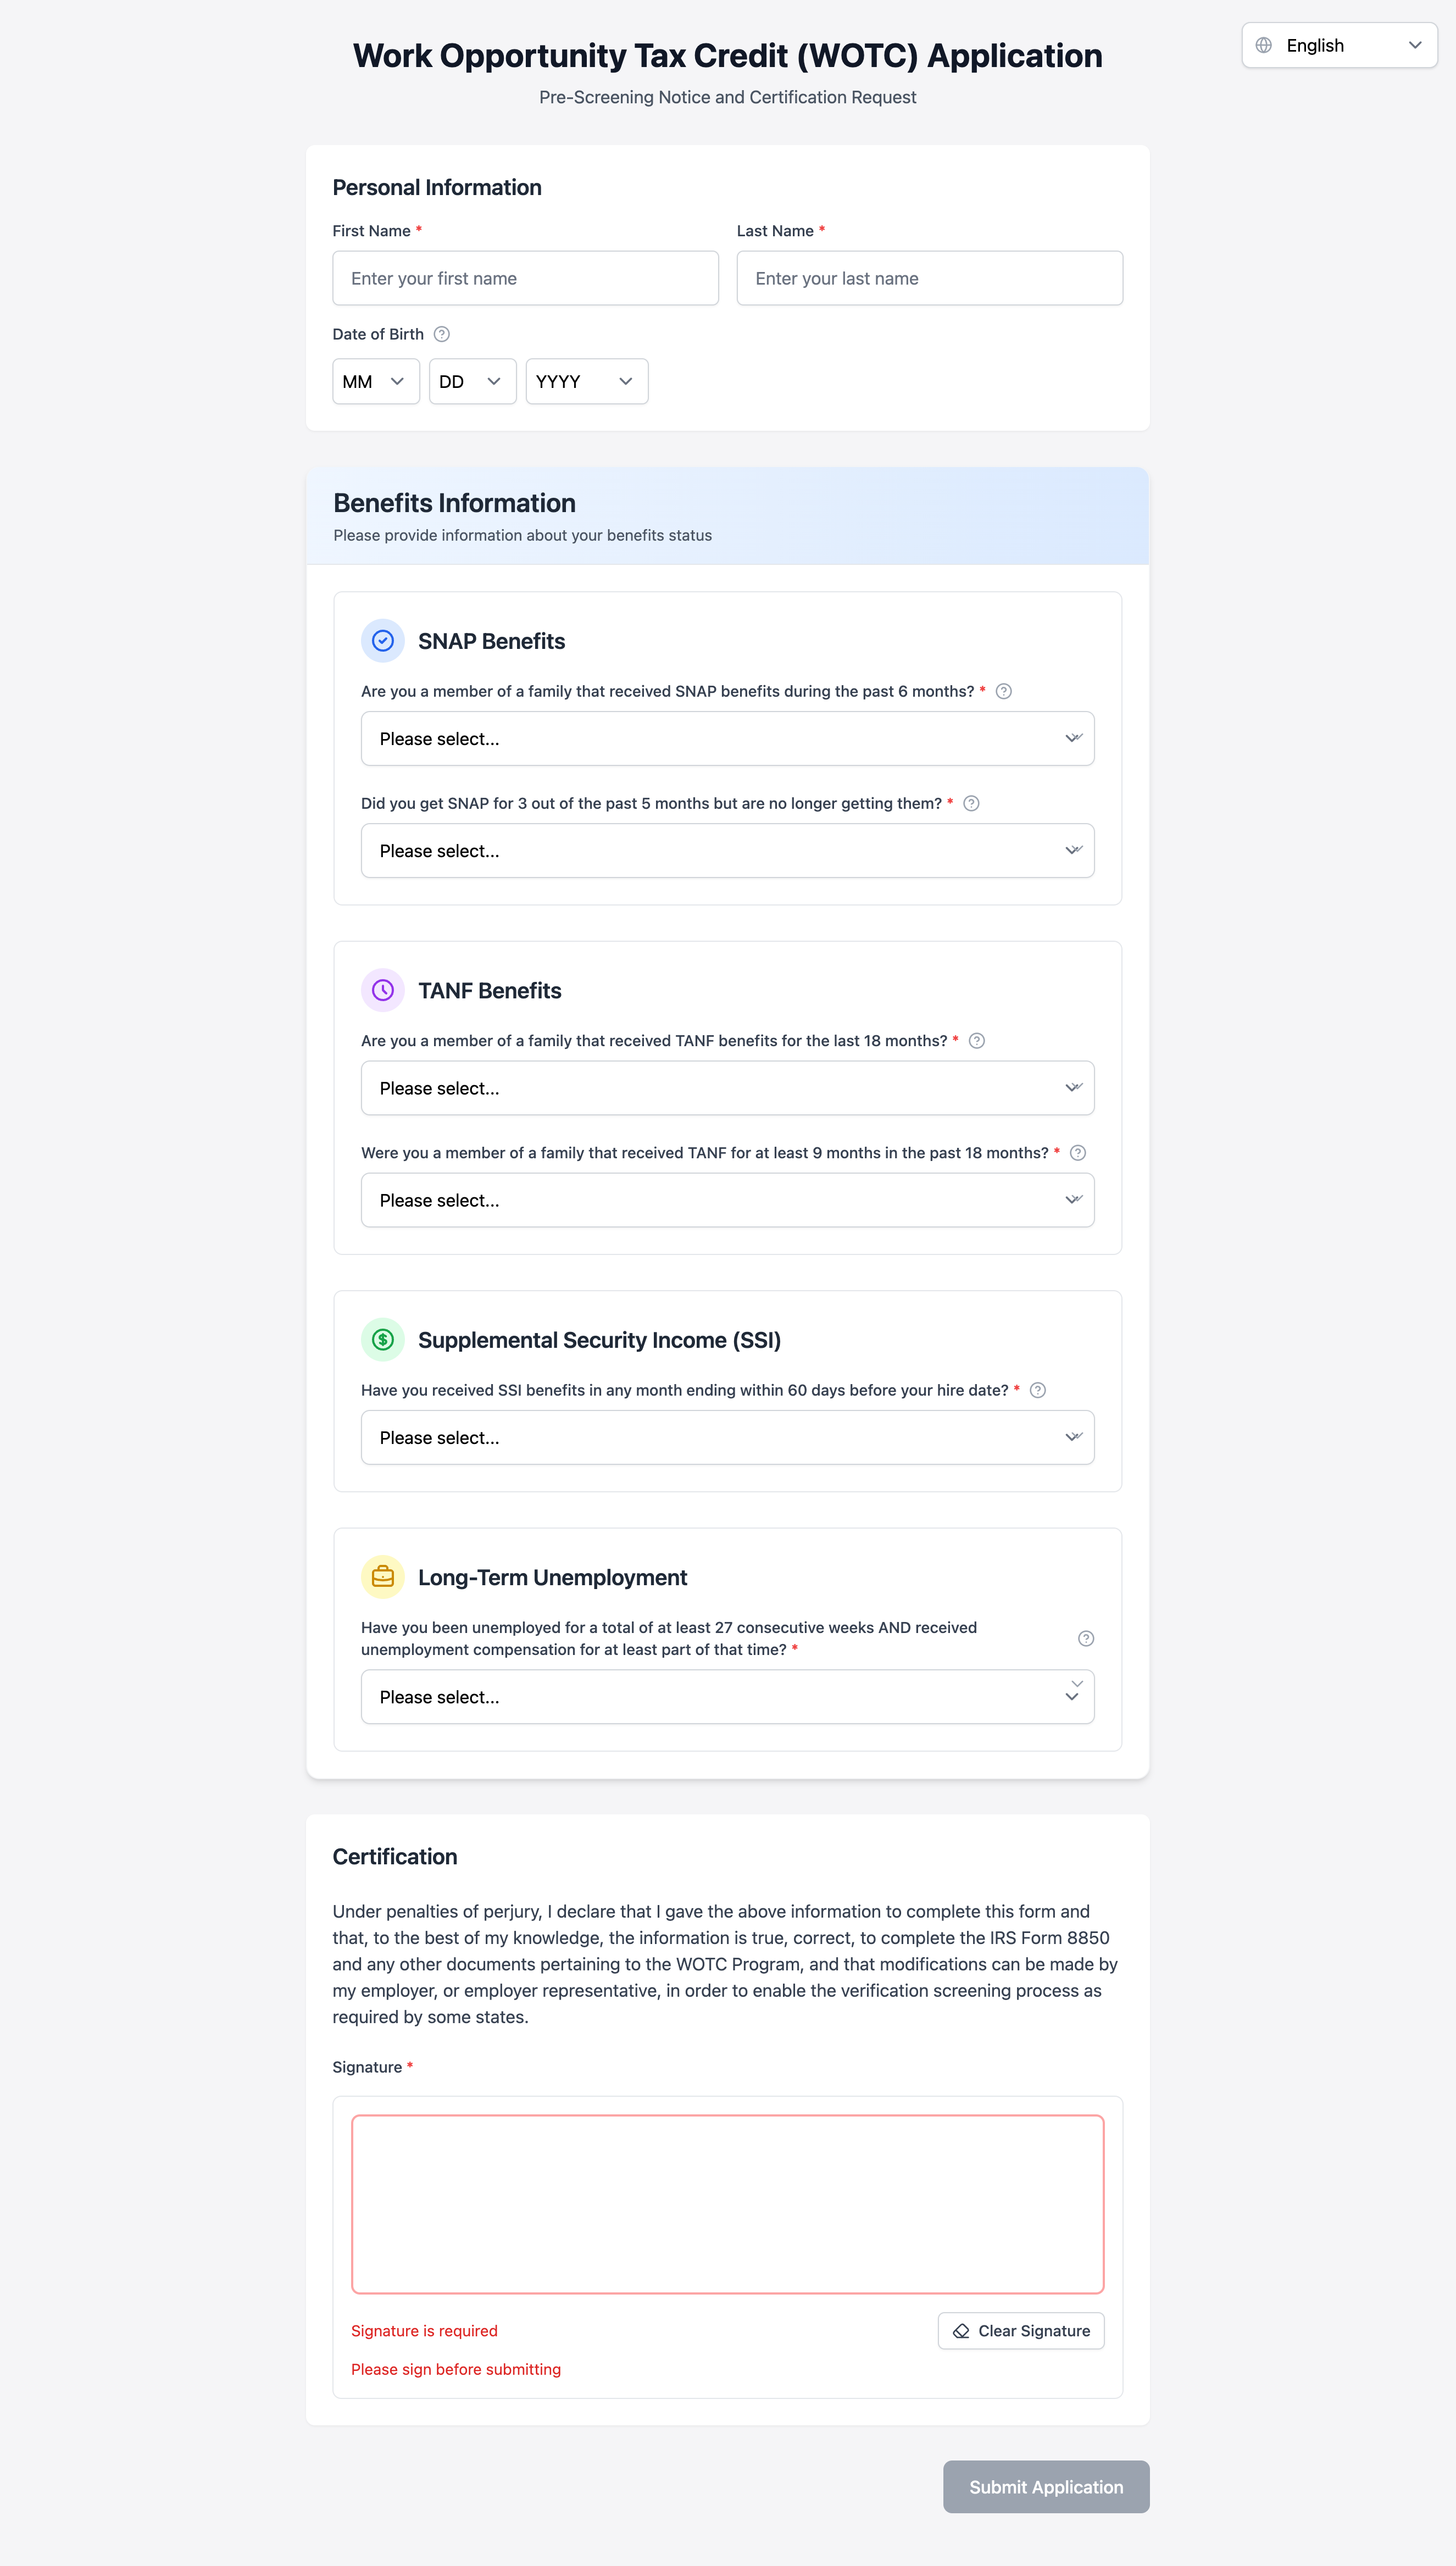 Work Opportunity Tax Credit (WOTC) Application
English
Pre-Screening Notice and Certification Request
Personal Information
First Name *
Last Name *
Enter your first name
Enter your last name
Date of Birth ?
MM
DD
YYYY
Benefits Information
Please provide information about your benefits status
SNAP Benefits
Are you a member of a family that received SNAP benefits during the past 6 months? * ?
Please select...
Did you get SNAP for 3 out of the past 5 months but are no longer getting them? * ?
Please select...
TANF Benefits
Are you a member of a family that received TANF benefits for the last 18 months? * ?
Please select...
Were you a member of a family that received TANF for at least 9 months in the past 18 months? * ?
Please select...
$ Supplemental Security Income (SSI)
Have you received SSI benefits in any month ending within 60 days before your hire date? * ?
Please select...
Long-Term Unemployment
Have you been unemployed for a total of at least 27 consecutive weeks AND received
unemployment compensation for at least part of that time? * ?
Please select...
Certification
Under penalties of perjury, I declare that I gave the above information to complete this form and
that, to the best of my knowledge, the information is true, correct, to complete the IRS Form 8850
and any other documents pertaining to the WOTC Program, and that modifications can be made by
my employer, or employer representative, in order to enable the verification screening process as
required by some states.
Signature *
Signature is required
Clear Signature
Please sign before submitting
Submit Application